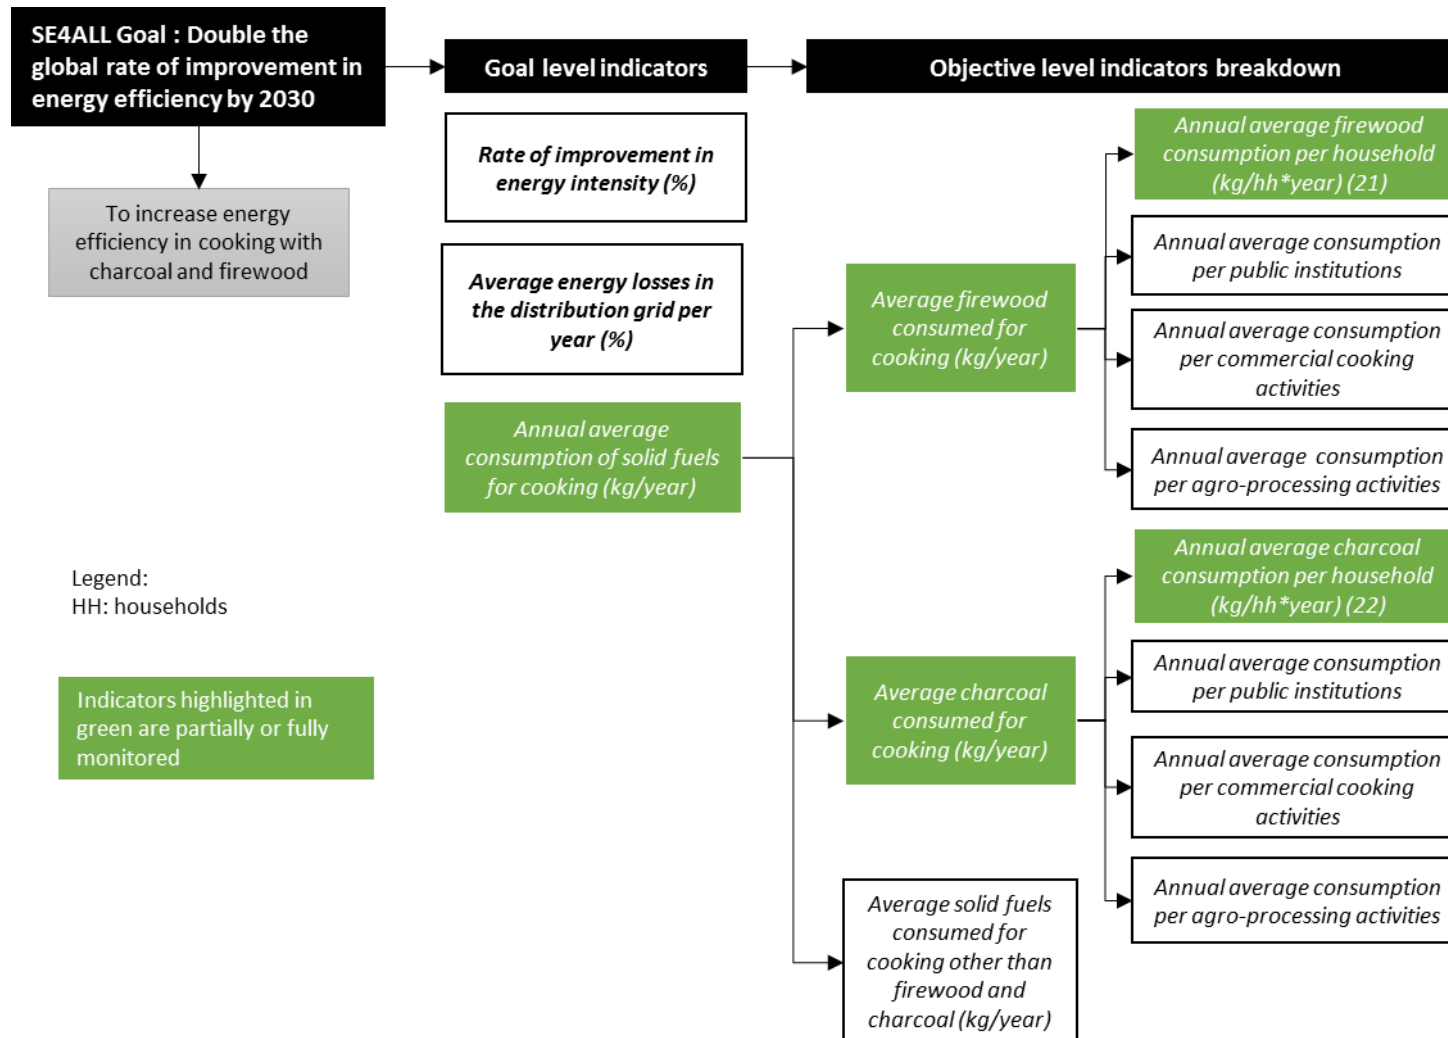 SE4ALL Goal : Double the
global rate of improvement in
energy efficiency by 2030
Goal level indicators
Objective level indicators breakdown
To increase energy
efficiency in cooking with
charcoal and firewood
Rate of improvement in
energy intensity (%)
Average energy losses in
the distribution grid per
year (%)
Annual average
consumption of solid fuels
for cooking (kg/year)
Average firewood
consumed for
cooking (kg/year)
Annual average firewood
consumption per household
(kg/hh*year) (21)
Annual average consumption
per public institutions
Annual average consumption
per commercial cooking
activities
Annual average  consumption
per agro-processing activities
Average charcoal
consumed for
cooking (kg/year)
Annual average charcoal
consumption per household
(kg/hh*year) (22)
Annual average consumption
per public institutions
Annual average consumption
per commercial cooking
activities
Annual average consumption
per agro-processing activities
Average solid fuels
consumed for
cooking other than
firewood and
charcoal (kg/year)
Legend:
HH: households
Indicators highlighted in
green are partially or fully
monitored